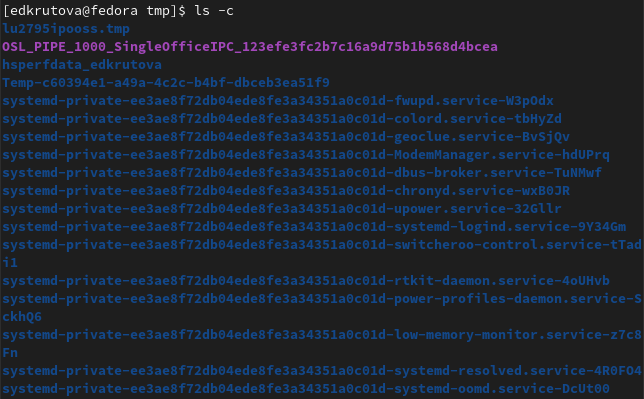 [edkrutova@fedora tmp]$ ls -c
lu2795ipooss.tmp
OSL_PIPE_1000_SingleOfficeIPC_123efe3fc2b7c16a9d75b1b568d4bcea
hsperfdata_edkrutova
Temp-c60394e1-a49a-4c2c-b4bf-dbceb3ea51f9
systemd-private-ee3ae8f72db04ede8fe3a34351a0c01d-fwupd.service-W3pOdx
systemd-private-ee3ae8f72db04ede8fe3a34351a0c01d-colord.service-tbHyZd
systemd-private-ee3ae8f72db04ede8fe3a34351a0c01d-geoclue.service-BvSjQv
systemd-private-ee3ae8f72db04ede8fe3a34351a0c01d-ModemManager.service-hdUPrq
systemd-private-ee3ae8f72db04ede8fe3a34351a0c01d-dbus-broker.service-TuNMwf
systemd-private-ee3ae8f72db04ede8fe3a34351a0c01d-chronyd.service-wxB0JR
systemd-private-ee3ae8f72db04ede8fe3a34351a0c01d-upower.service-32Gllr
systemd-private-ee3ae8f72db04ede8fe3a34351a0c01d-systemd-logind.service-9Y34Gm
systemd-private-ee3ae8f72db04ede8fe3a34351a0c01d-switcheroo-control.service-tTad
i1
systemd-private-ee3ae8f72db04ede8fe3a34351a0c01d-rtkit-daemon.service-4oUHvb
systemd-private-ee3ae8f72db04ede8fe3a34351a0c01d-power-profiles-daemon.service-S
ckhQ6
systemd-private-ee3ae8f72db04ede8fe3a34351a0c01d-low-memory-monitor.service-z7c8
Fn
systemd-private-ee3ae8f72db04ede8fe3a34351a0c01d-systemd-resolved.service-4R0FO4
systemd-private-ee3ae8f72db04ede8fe3a34351a0c01d-systemd-oomd.service-DcUt00